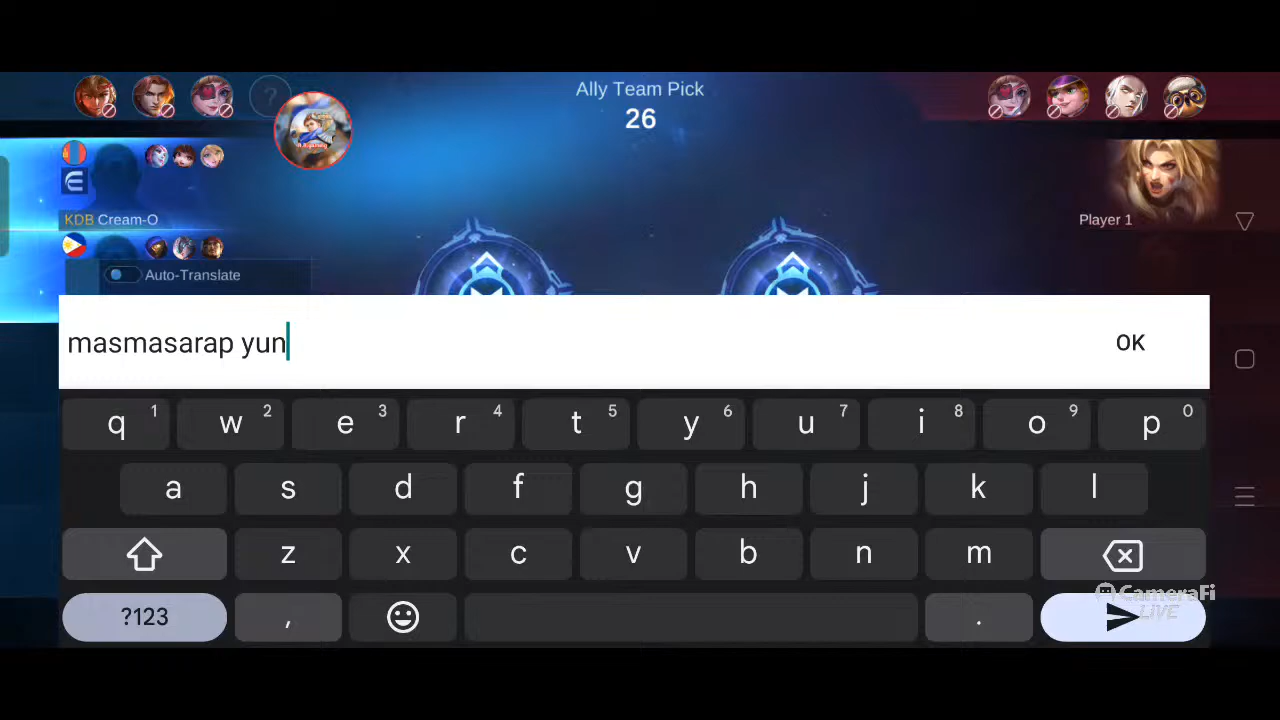 Ally Team Pick
26
?
KDB Cream-O
Player 1
Auto-Translate
masmasarap yun
OK
q 1 w 2 e 3 r 4 t 5 y 6 u 7 i 8 o 9 p 0
a s d f g h j k l
z x c v b n m
CameraFi
LIVE
?123 , .